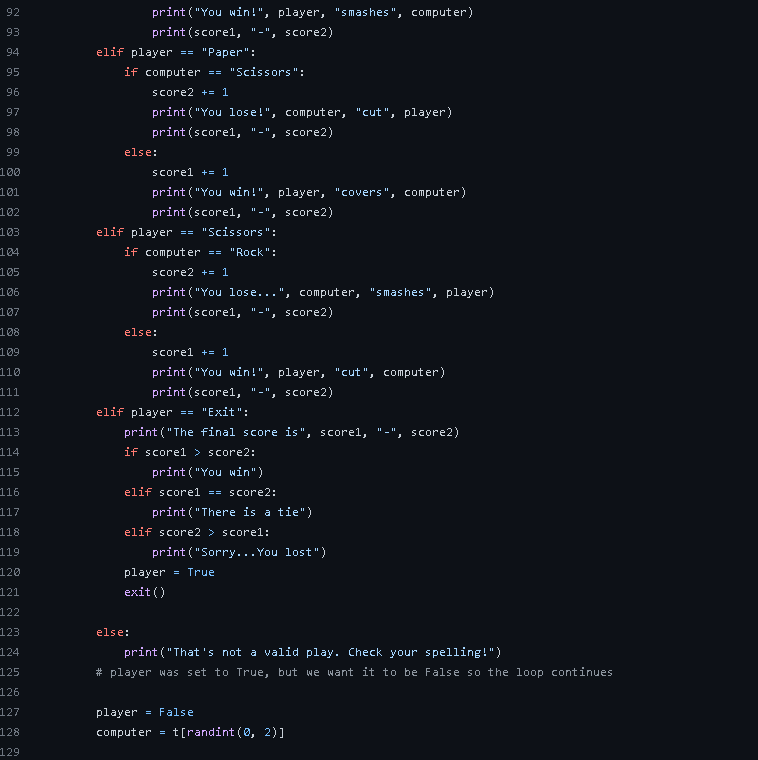 92 print("You win!", player, "smashes", computer)
93 print(score1, "-", score2)
94 elif player == "Paper":
95 if computer == "Scissors":
96 score2 += 1
97 print("You lose!", computer, "cut", player)
98 print(score1, "-", score2)
99 else:
100 score1 += 1
101 print("You win!", player, "covers", computer)
102 print(score1, "-", score2)
103 elif player == "Scissors":
104 if computer == "Rock":
105 score2 += 1
106 print("You lose...", computer, "smashes", player)
107 print(score1, "-", score2)
108 else:
109 score1 += 1
110 print("You win!", player, "cut", computer)
111 print(score1, "-", score2)
112 elif player == "Exit":
113 print("The final score is", score1, "-", score2)
114 if score1 > score2:
115 print("You win")
116 elif score1 == score2:
117 print("There is a tie")
118 elif score2 > score1:
119 print("Sorry...You lost")
120 player = True
121 exit()
122
123 else:
124 print("That's not a valid play. Check your spelling!")
125 # player was set to True, but we want it to be False so the loop continues
126
127 player = False
128 computer = t[randint(0, 2)]
129